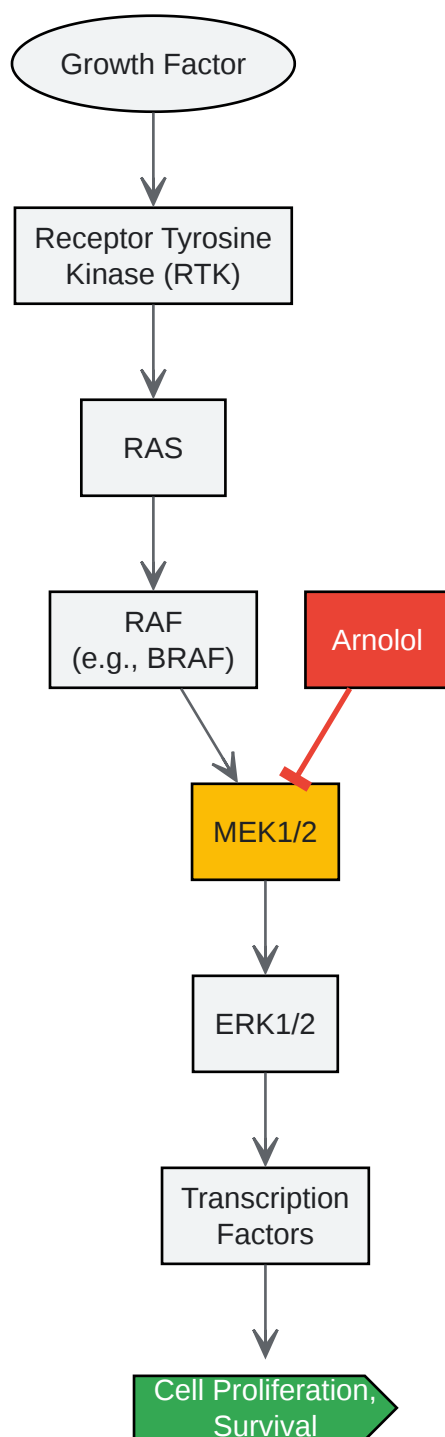 Growth Factor
Receptor Tyrosine
Kinase (RTK)
RAS
RAF
(e.g., BRAF)
Arnolol
MEK1/2
ERK1/2
Transcription
Factors
Cell Proliferation,
Survival